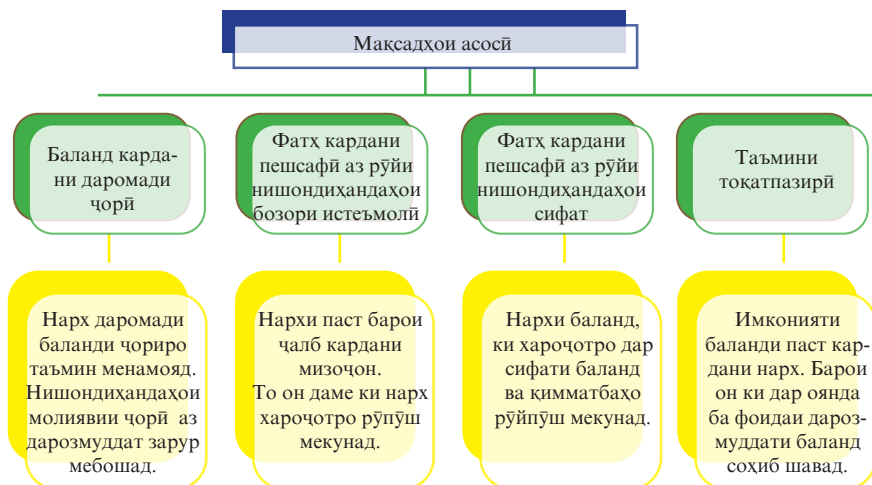 Мақсадҳои асосӣ
Баланд карда-
ни даромади
ҷорӣ
Фатҳ кардани
пешсафӣ аз рӯйи
нишондиҳандаҳои
бозори истеъмолӣ
Фатҳ кардани
пешсафӣ аз рӯйи
нишондиҳандаҳои
сифат
Таъмини
тоқатпазирӣ
Нарх даромади
баланди ҷориро
таъмин менамояд.
Нишондиҳандаҳои
молиявии ҷорӣ аз
дарозмуддат зарур
мебошад.
Нархи паст барои
ҷалб кардани
мизоҷон.
То он даме ки нарх
хароҷотро рӯпӯш
мекунад.
Нархи баланд,
ки хароҷотро дар
сифати баланд
ва қимматбаҳо
рӯйпӯш мекунад.
Имконияти
баланди паст кар-
дани нарх. Барои
он ки дар оянда
ба фоидаи дароз-
муддати баланд
соҳиб шавад.